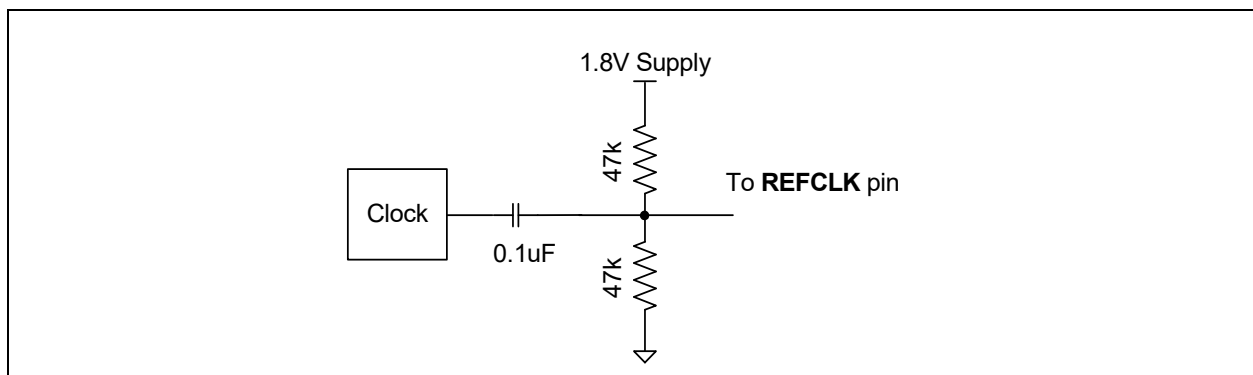 1.8V Supply
47k
To REFCLK pin
Clock
0.1uF
47k